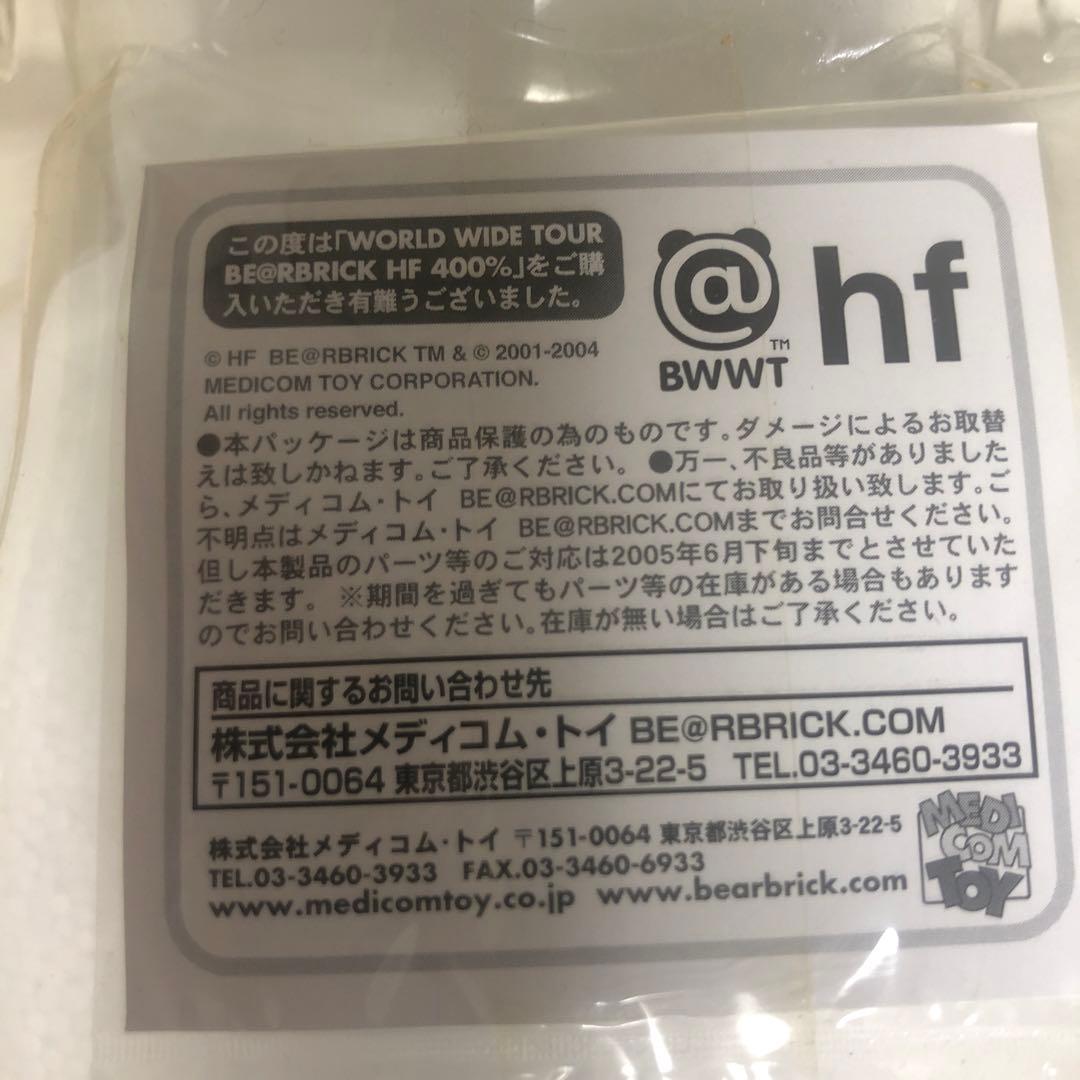 この度は「WORLD WIDE TOUR
BE@RBRICK HF 400%」をご購
入いただき有難うございました。
@
BWWT™
hf
© HF BE@RBRICK TM & © 2001-2004
MEDICOM TOY CORPORATION.
All rights reserved.
●本パッケージは商品保護の為のものです。ダメージによるお取替
えは致しかねます。ご了承ください。 ●万一、不良品等がありました
ら、メディコム・トイ BE@RBRICK.COMにてお取り扱い致します。ご
不明点はメディコム・トイ BE@RBRICK.COMまでお問合せください。
但し本製品のパーツ等のご対応は2005年6月下旬までとさせていた
だきます。 ※期間を過ぎてもパーツ等の在庫がある場合もあります
のでお問い合わせください。在庫が無い場合はご了承ください。
商品に関するお問い合わせ先
株式会社メディコム・トイ BE@RBRICK.COM
〒151-0064 東京都渋谷区上原3-22-5 TEL.03-3460-3933
株式会社メディコム・トイ 〒151-0064 東京都渋谷区上原3-22-5
TEL.03-3460-3933 FAX.03-3460-6933
www.medicomtoy.co.jp www.bearbrick.com
MEDI
COM
TOY